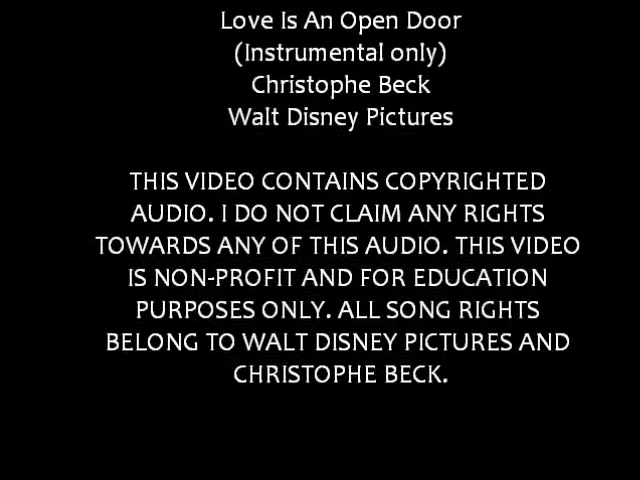 Love Is An Open Door
(Instrumental only)
Christophe Beck
Walt Disney Pictures
THIS VIDEO CONTAINS COPYRIGHTED
AUDIO. I DO NOT CLAIM ANY RIGHTS
TOWARDS ANY OF THIS AUDIO. THIS VIDEO
IS NON-PROFIT AND FOR EDUCATION
PURPOSES ONLY. ALL SONG RIGHTS
BELONG TO WALT DISNEY PICTURES AND
CHRISTOPHE BECK.